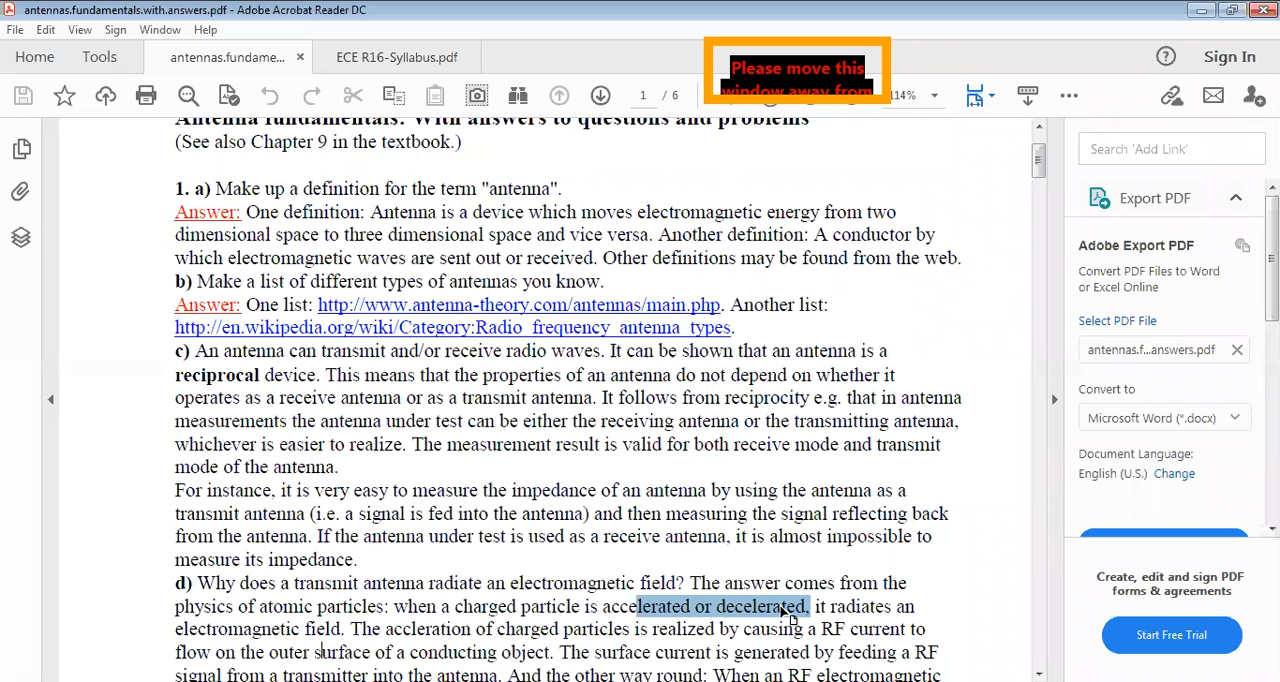 antennas.fundamentals.with.answers.pdf - Adobe Acrobat Reader DC
File Edit View Sign Window Help
Home Tools antennas.fundame... × ECE R16-Syllabus.pdf Sign In
Please move this
window away from
1 / 6 114%
Antenna fundamentals: With answers to questions and problems
(See also Chapter 9 in the textbook.)
1. a) Make up a definition for the term "antenna".
Answer: One definition: Antenna is a device which moves electromagnetic energy from two
dimensional space to three dimensional space and vice versa. Another definition: A conductor by
which electromagnetic waves are sent out or received. Other definitions may be found from the web.
b) Make a list of different types of antennas you know.
Answer: One list: http://www.antenna-theory.com/antennas/main.php. Another list:
http://en.wikipedia.org/wiki/Category:Radio_frequency_antenna_types.
c) An antenna can transmit and/or receive radio waves. It can be shown that an antenna is a
reciprocal device. This means that the properties of an antenna do not depend on whether it
operates as a receive antenna or as a transmit antenna. It follows from reciprocity e.g. that in antenna
measurements the antenna under test can be either the receiving antenna or the transmitting antenna,
whichever is easier to realize. The measurement result is valid for both receive mode and transmit
mode of the antenna.
For instance, it is very easy to measure the impedance of an antenna by using the antenna as a
transmit antenna (i.e. a signal is fed into the antenna) and then measuring the signal reflecting back
from the antenna. If the antenna under test is used as a receive antenna, it is almost impossible to
measure its impedance.
d) Why does a transmit antenna radiate an electromagnetic field? The answer comes from the
physics of atomic particles: when a charged particle is accelerated or decelerated, it radiates an
electromagnetic field. The accleration of charged particles is realized by causing a RF current to
flow on the outer surface of a conducting object. The surface current is generated by feeding a RF
signal from a transmitter into the antenna. And the other way round: When an RF electromagnetic
Search 'Add Link'
Export PDF
Adobe Export PDF
Convert PDF Files to Word
or Excel Online
Select PDF File
antennas.f...answers.pdf
Convert to
Microsoft Word (*.docx)
Document Language:
English (U.S.) Change
Create, edit and sign PDF
forms & agreements
Start Free Trial